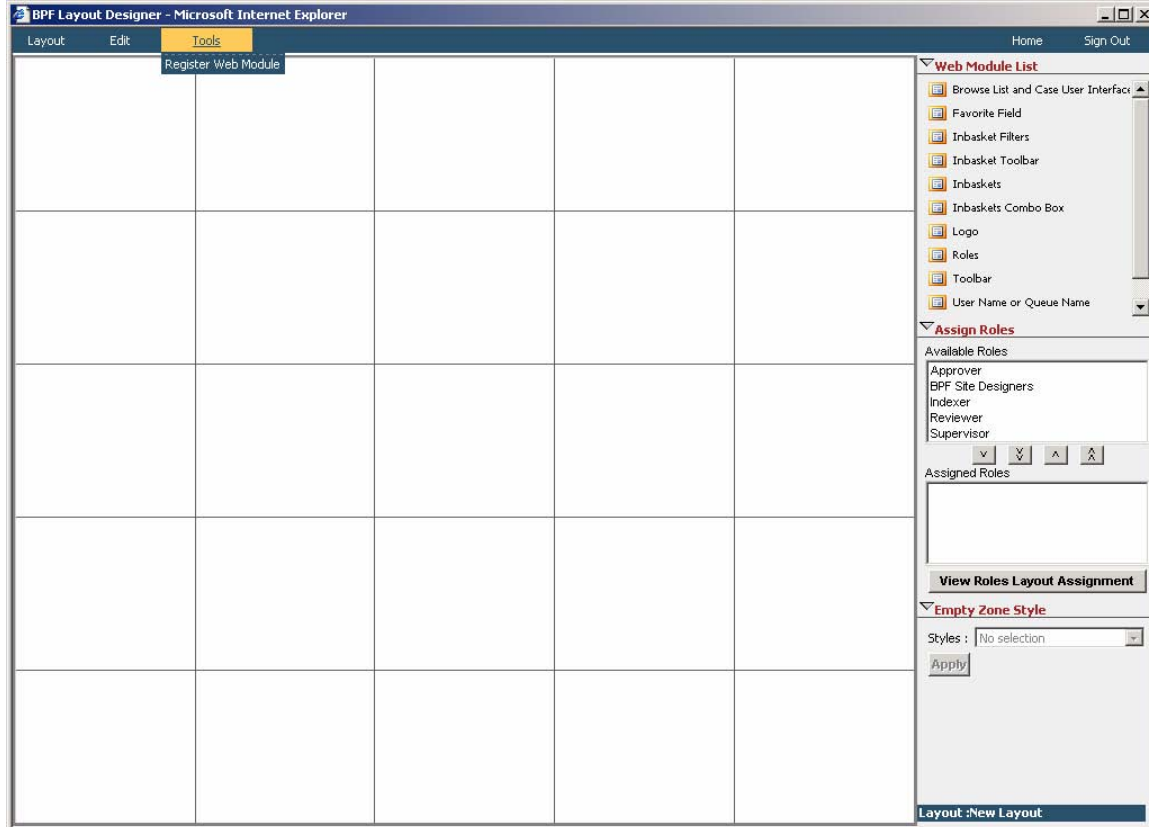 BPF Layout Designer - Microsoft Internet Explorer
Layout Edit Tools Home Sign Out
Register Web Module
Web Module List
Browse List and Case User Interface
Favorite Field
Inbasket Filters
Inbasket Toolbar
Inbaskets
Inbaskets Combo Box
Logo
Roles
Toolbar
User Name or Queue Name
Assign Roles
Available Roles
Approver
BPF Site Designers
Indexer
Reviewer
Supervisor
Assigned Roles
View Roles Layout Assignment
Empty Zone Style
Styles : No selection
Apply
Layout :New Layout